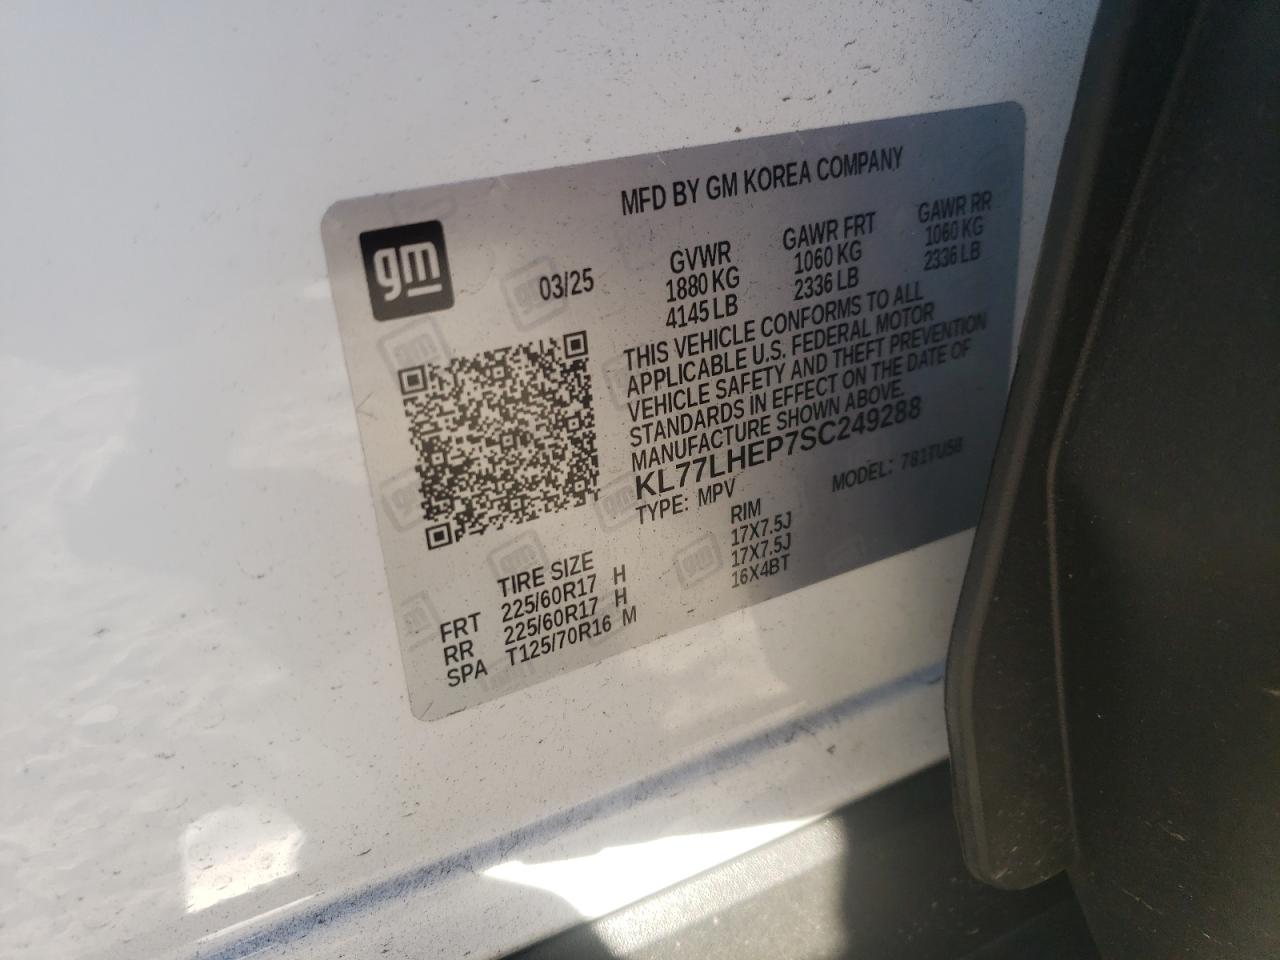 gm
MFD BY GM KOREA COMPANY
03/25
GVWR GAWR FRT GAWR RR
1880 KG 1060 KG 1060 KG
4145 LB 2336 LB 2336 LB
THIS VEHICLE CONFORMS TO ALL
APPLICABLE U.S. FEDERAL MOTOR
VEHICLE SAFETY AND THEFT PREVENTION
STANDARDS IN EFFECT ON THE DATE OF
MANUFACTURE SHOWN ABOVE.
KL77LHEP7SC249288
TYPE: MPV MODEL: 781TU58
TIRE SIZE RIM
FRT 225/60R17 H 17X7.5J
RR 225/60R17 H 17X7.5J
SPA T125/70R16 M 16X4BT